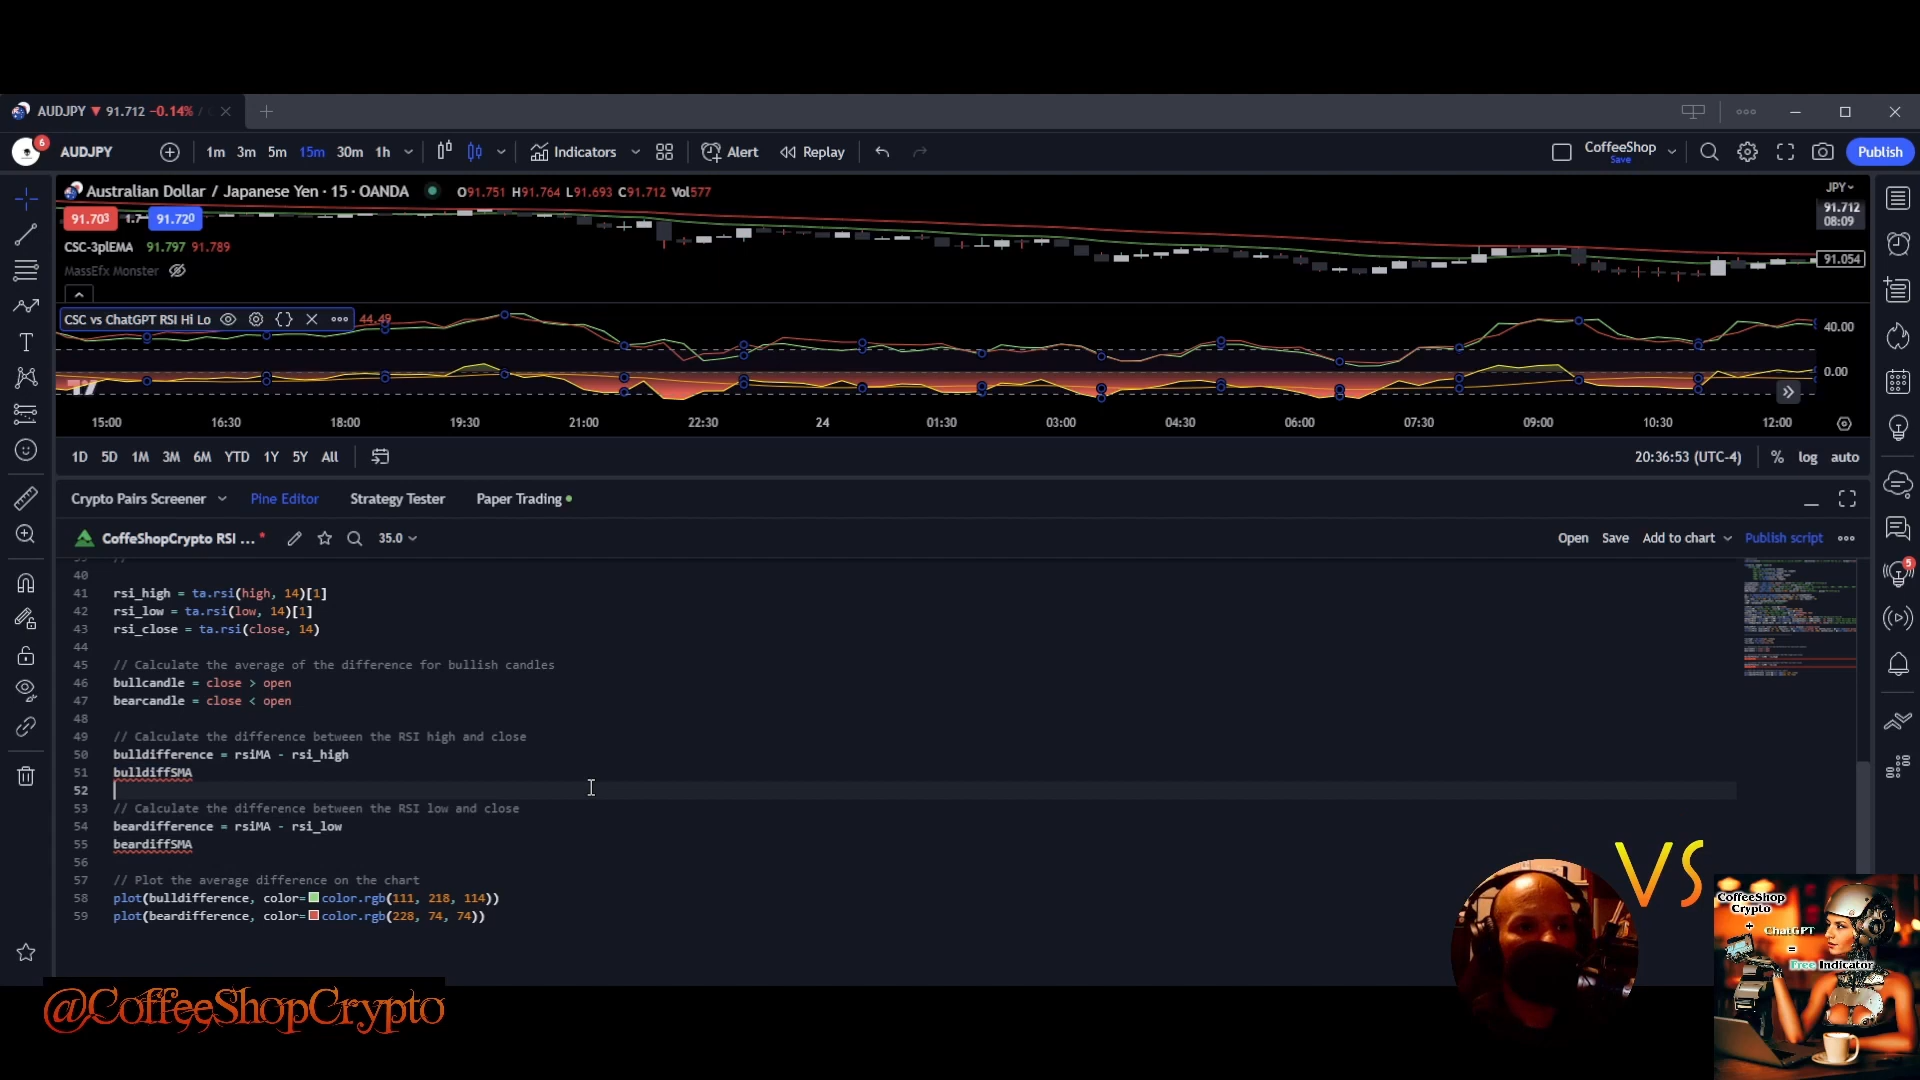 AUDJPY ▼ 91.712 −0.14% /
6
AUDJPY
1m 3m 5m 15m 30m 1h
Indicators
Alert
Replay
CoffeeShop
Save
Publish
Australian Dollar / Japanese Yen · 15 · OANDA
O91.751 H91.764 L91.693 C91.712 Vol577
JPY
91.712
08:09
91.703 1.7 91.720
CSC-3plEMA 91.797 91.789
91.054
MassEfx Monster
CSC vs ChatGPT RSI Hi Lo 44.49
40.00
0.00
15:00 16:30 18:00 19:30 21:00 22:30 24 01:30 03:00 04:30 06:00 07:30 09:00 10:30 12:00
1D 5D 1M 3M 6M YTD 1Y 5Y All
20:36:53 (UTC-4) % log auto
Crypto Pairs Screener Pine Editor Strategy Tester Paper Trading
CoffeShopCrypto RSI ... * 35.0
Open Save Add to chart Publish script
5
39 //
40
41 rsi_high = ta.rsi(high, 14)[1]
42 rsi_low = ta.rsi(low, 14)[1]
43 rsi_close = ta.rsi(close, 14)
44
45 // Calculate the average of the difference for bullish candles
46 bullcandle = close > open
47 bearcandle = close < open
48
49 // Calculate the difference between the RSI high and close
50 bulldifference = rsiMA - rsi_high
51 bulldiffSMA
52
53 // Calculate the difference between the RSI low and close
54 beardifference = rsiMA - rsi_low
55 beardiffSMA
56
57 // Plot the average difference on the chart
58 plot(bulldifference, color=color.rgb(111, 218, 114))
59 plot(beardifference, color=color.rgb(228, 74, 74))
VS
CoffeeShop
Crypto
+
ChatGPT
=
Free Indicator
@CoffeeShopCrypto